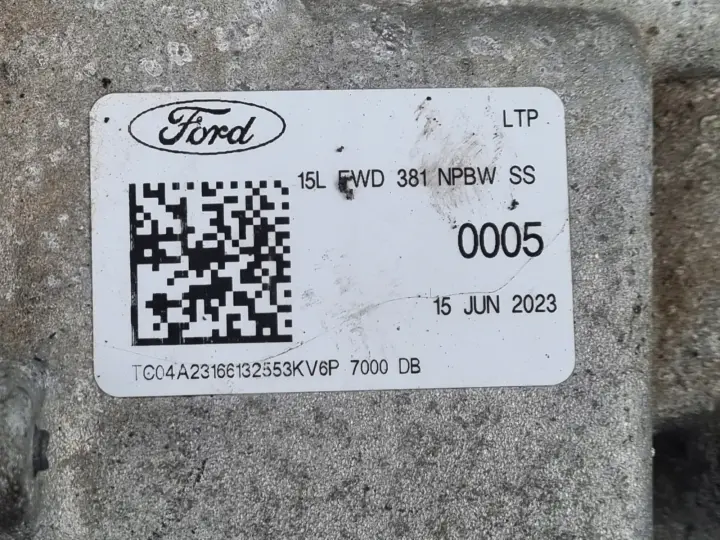 Ford
LTP
15L FWD 381 NPBW SS
0005
15 JUN 2023
TC04A23166132553KV6P 7000 DB